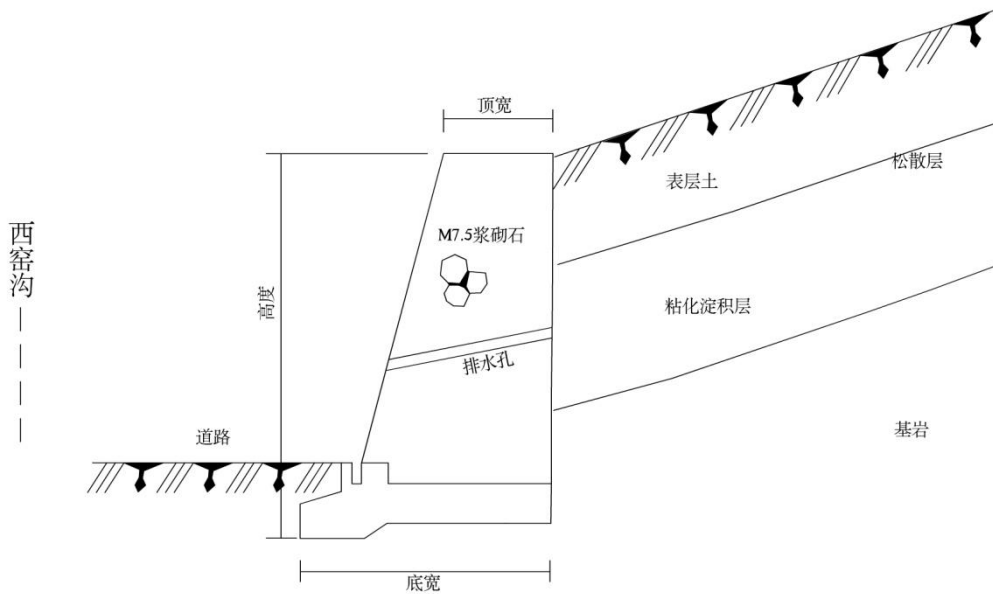 顶宽
松散层
表层土
西窑沟
M7.5浆砌石
高度
粘化淀积层
排水孔
道路
基岩
底宽